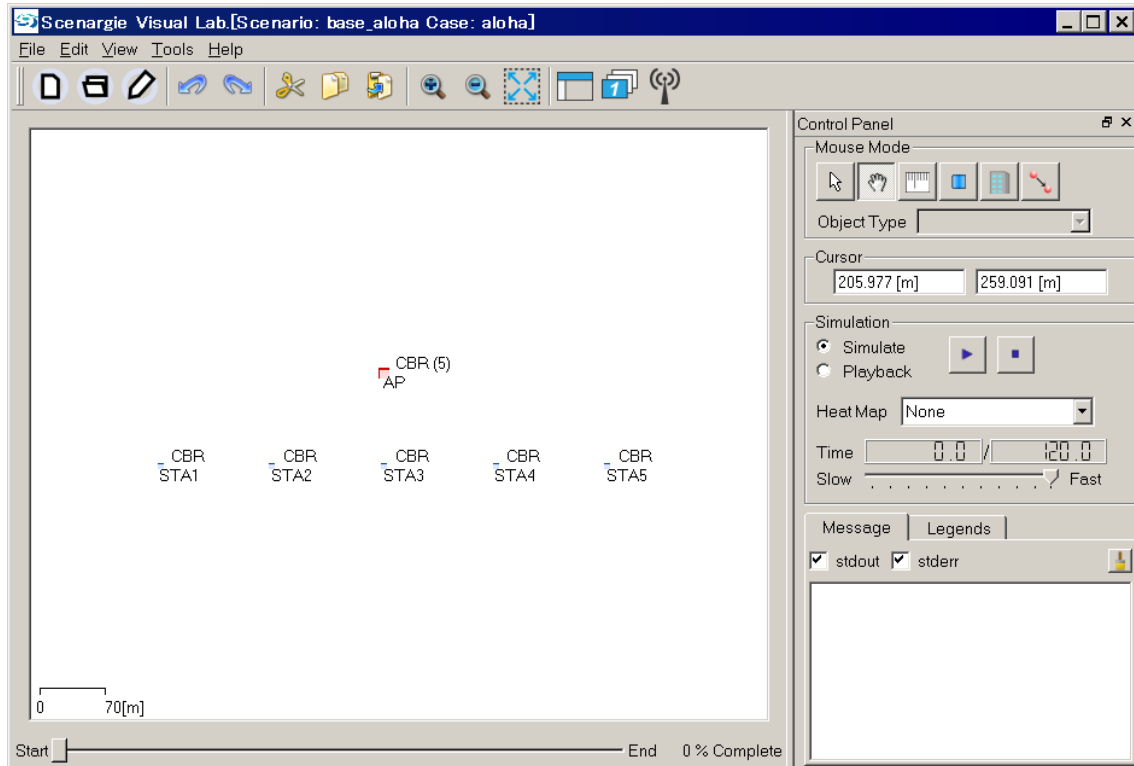 Scenargie Visual Lab.[Scenario: base_aloha Case: aloha]
File Edit View Tools Help
1
Control Panel
Mouse Mode
Object Type
Cursor
205.977 [m] 259.091 [m]
Simulation
Simulate
Playback
Heat Map None
Time 0.0 / 120.0
Slow Fast
Message Legends
stdout stderr
CBR (5)
AP
CBR CBR CBR CBR CBR
STA1 STA2 STA3 STA4 STA5
0 70[m]
Start End 0 % Complete